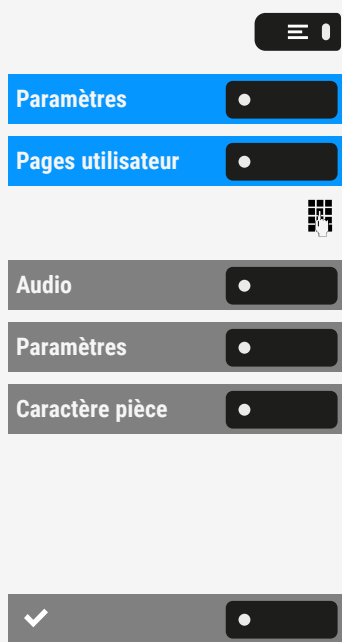 Paramètres
Pages utilisateur
Audio
Paramètres
Caractère pièce